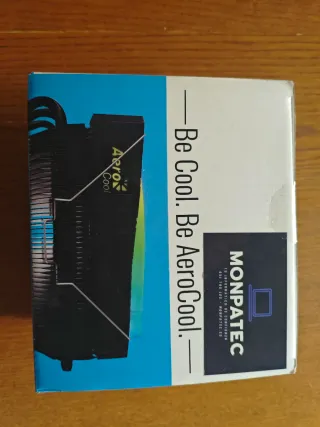 Aero
Cool
Be Cool. Be AeroCool.
MONPATEC